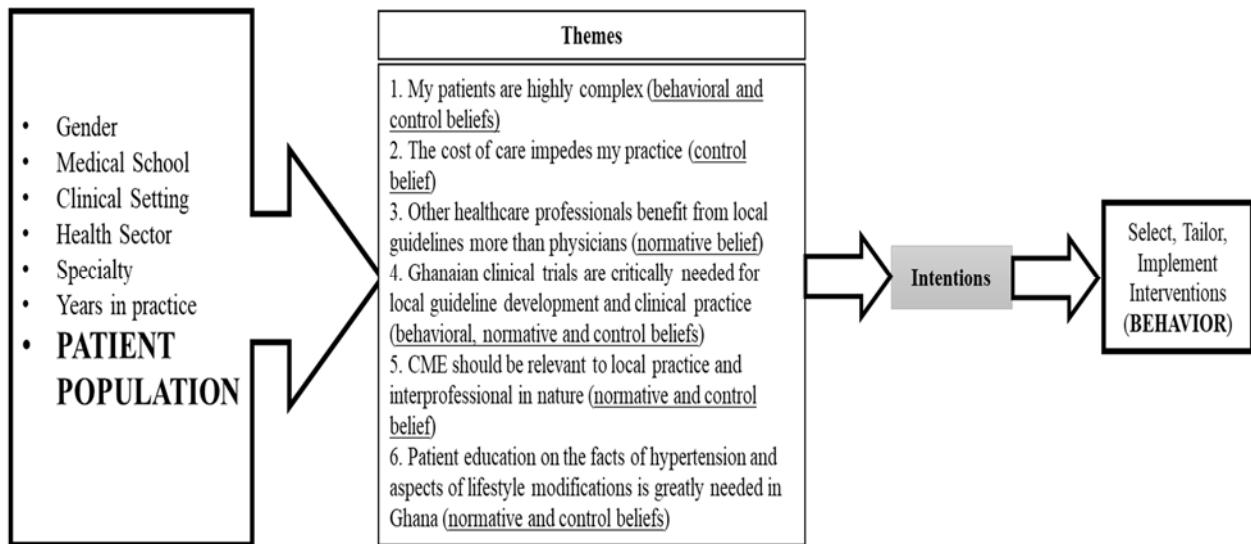 • Gender
• Medical School
• Clinical Setting
• Health Sector
• Specialty
• Years in practice
• PATIENT
POPULATION
Themes
1. My patients are highly complex (behavioral and
control beliefs)
2. The cost of care impedes my practice (control
belief)
3. Other healthcare professionals benefit from local
guidelines more than physicians (normative belief)
4. Ghanaian clinical trials are critically needed for
local guideline development and clinical practice
(behavioral, normative and control beliefs)
5. CME should be relevant to local practice and
interprofessional in nature (normative and control
belief)
6. Patient education on the facts of hypertension and
aspects of lifestyle modifications is greatly needed in
Ghana (normative and control beliefs)
Intentions
Select, Tailor,
Implement
Interventions
(BEHAVIOR)